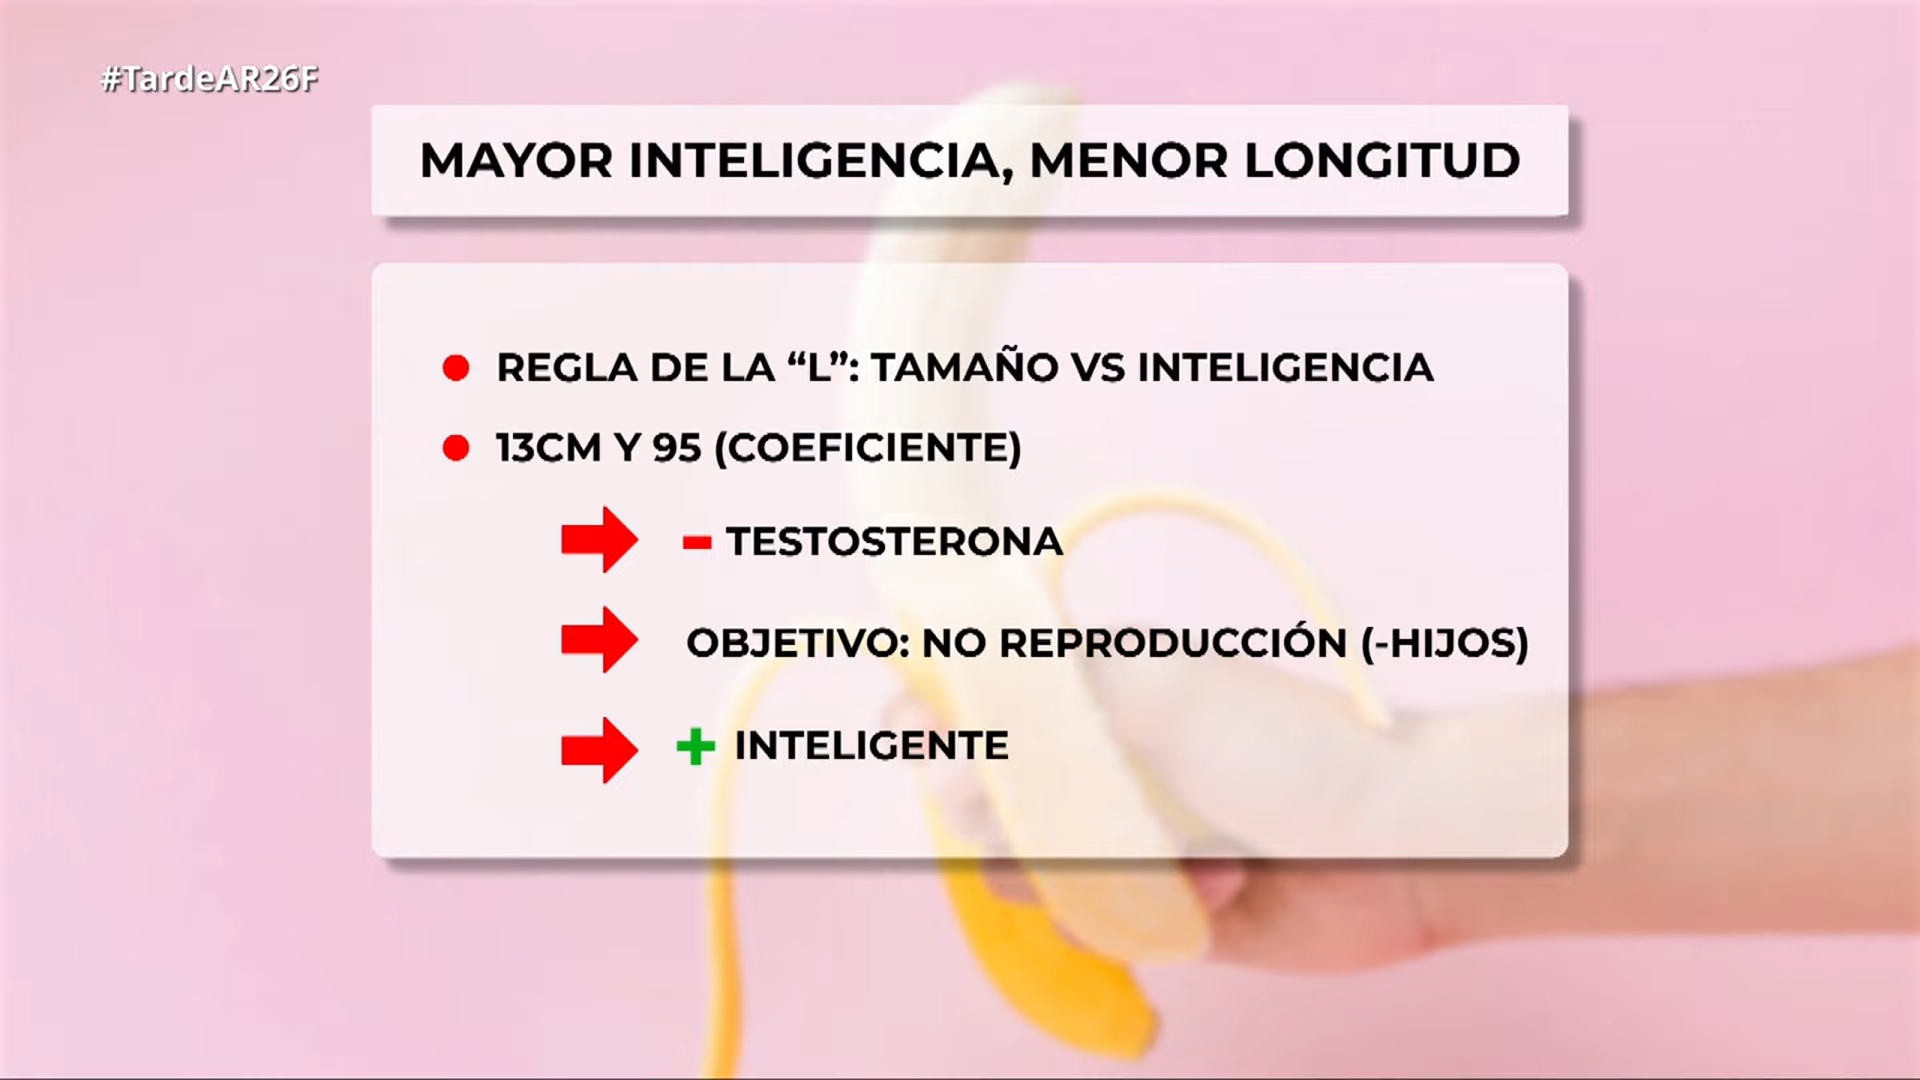 #TardeAR26F
MAYOR INTELIGENCIA, MENOR LONGITUD
REGLA DE LA “L”: TAMAÑO VS INTELIGENCIA
13CM Y 95 (COEFICIENTE)
- TESTOSTERONA
OBJETIVO: NO REPRODUCCIÓN (-HIJOS)
+ INTELIGENTE